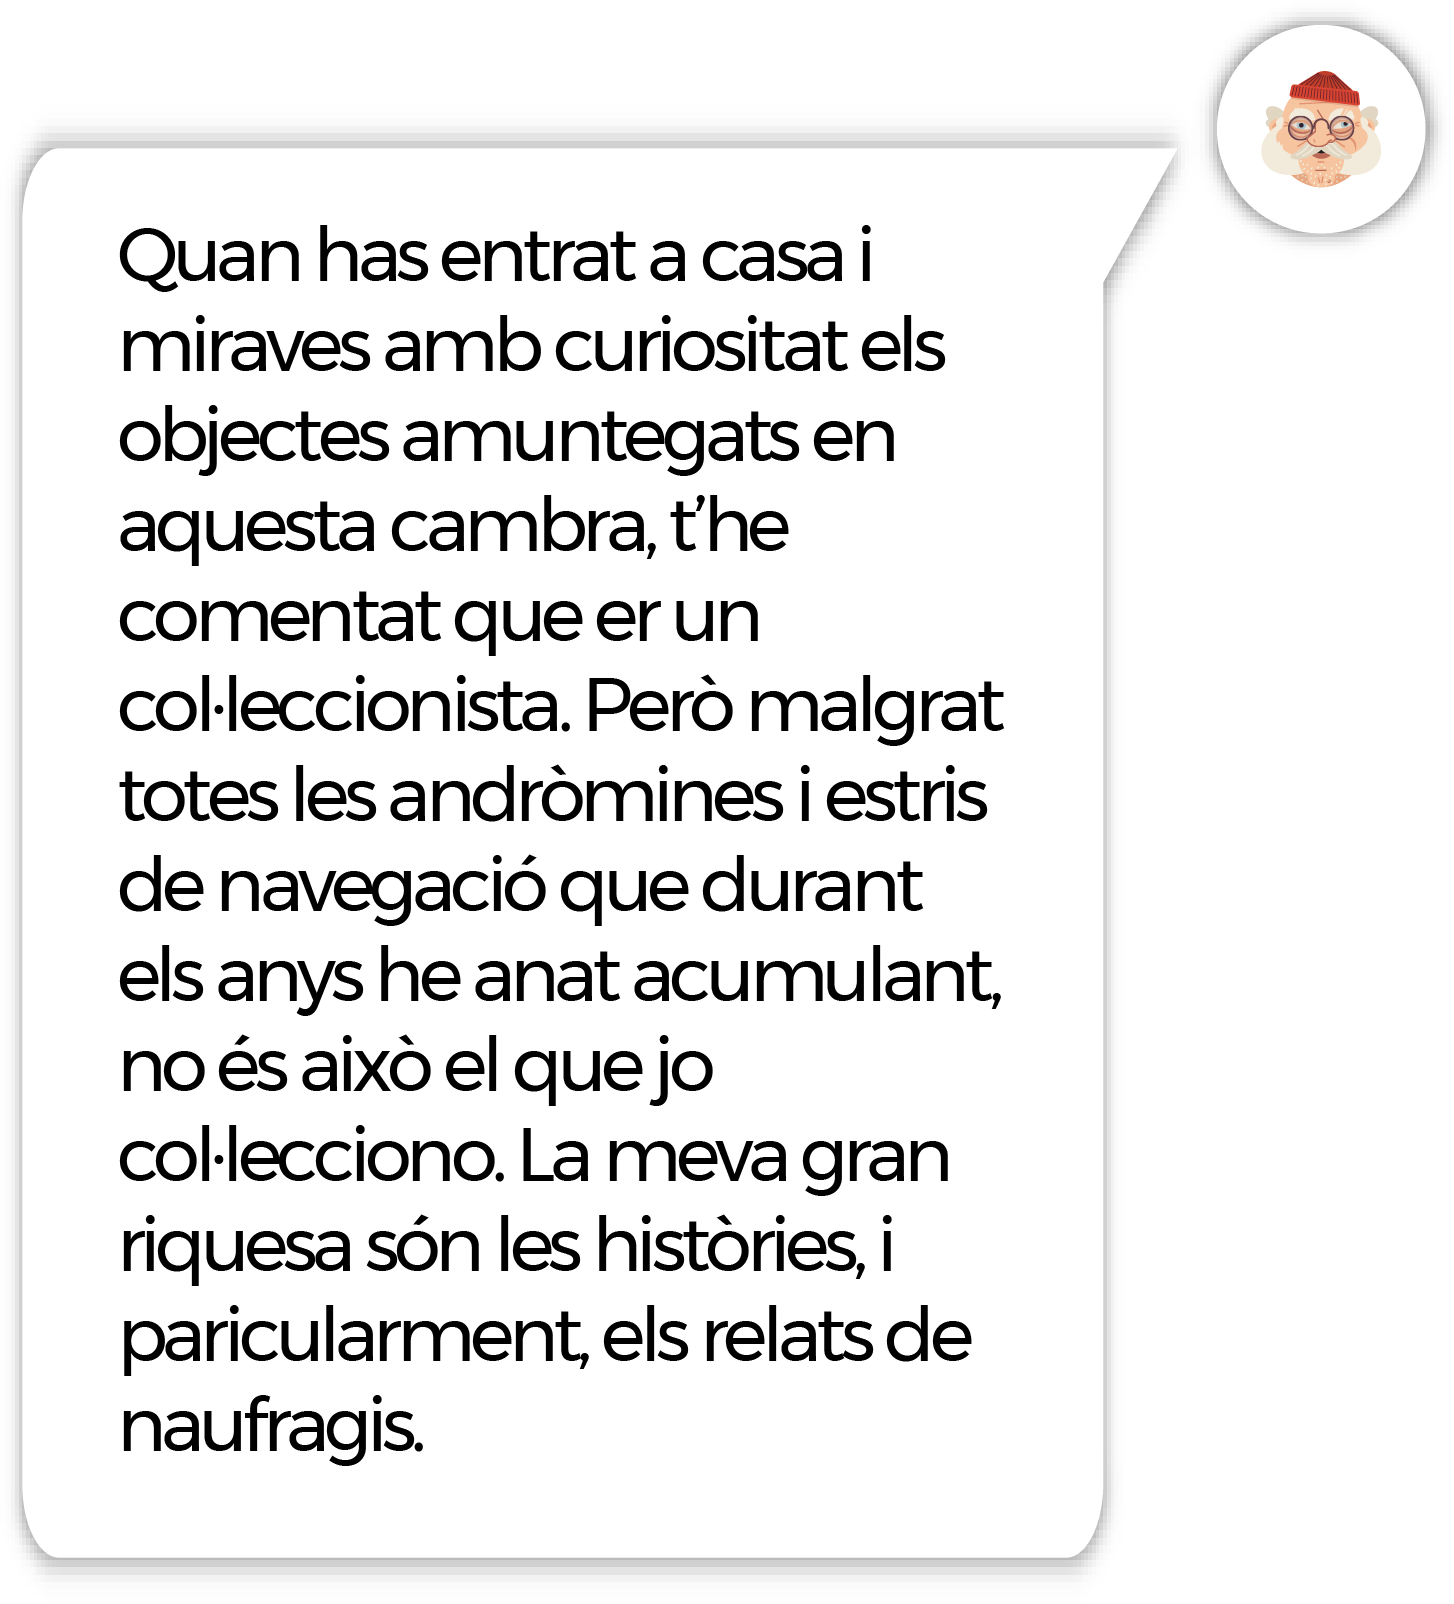 Quan has entrat a casa i
miraves amb curiositat els
objectes amuntegats en
aquesta cambra, t’he
comentat que er un
col·leccionista. Però malgrat
totes les andròmines i estris
de navegació que durant
els anys he anat acumulant,
no és això el que jo
col·lecciono. La meva gran
riquesa són les històries, i
paricularment, els relats de
naufragis.